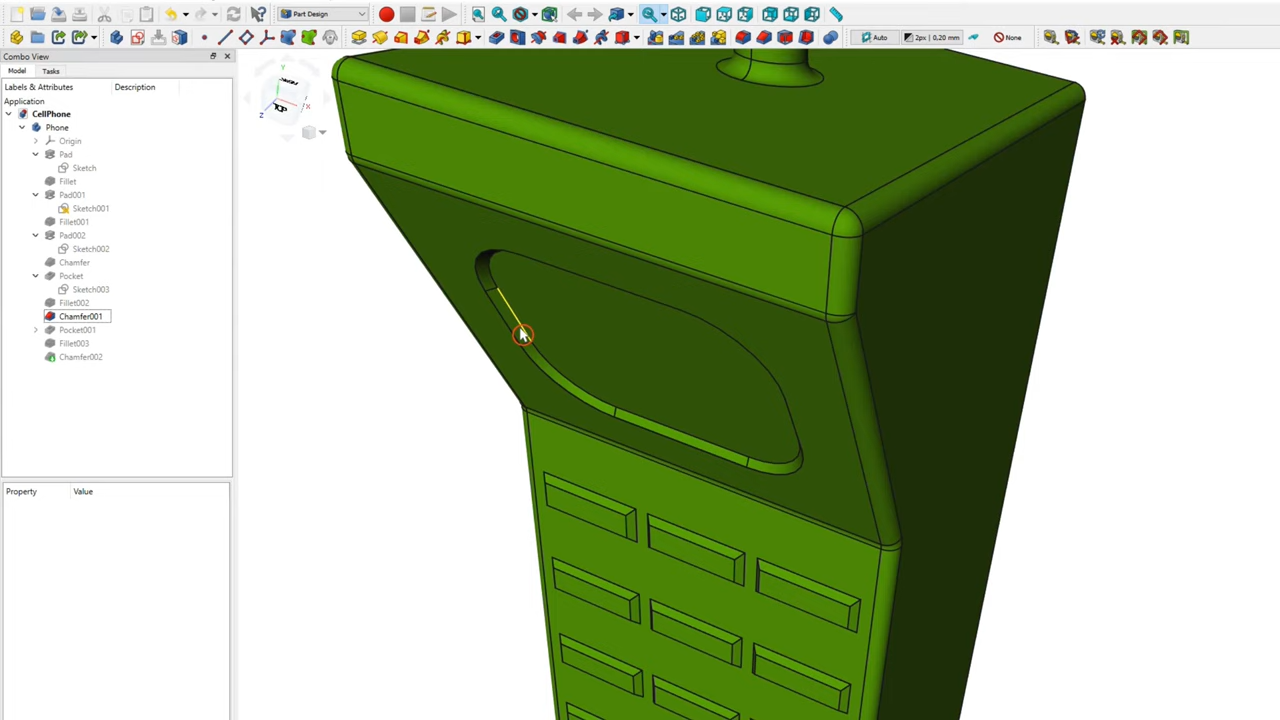 Part Design
Auto
2px | 0,20 mm
None
Combo View
Model Tasks
Labels & Attributes Description
Application
CellPhone
Phone
Origin
Pad
Sketch
Fillet
Pad001
Sketch001
Fillet001
Pad002
Sketch002
Chamfer
Pocket
Sketch003
Fillet002
Chamfer001
Pocket001
Fillet003
Chamfer002
Property Value
Y
X
Z
TOP